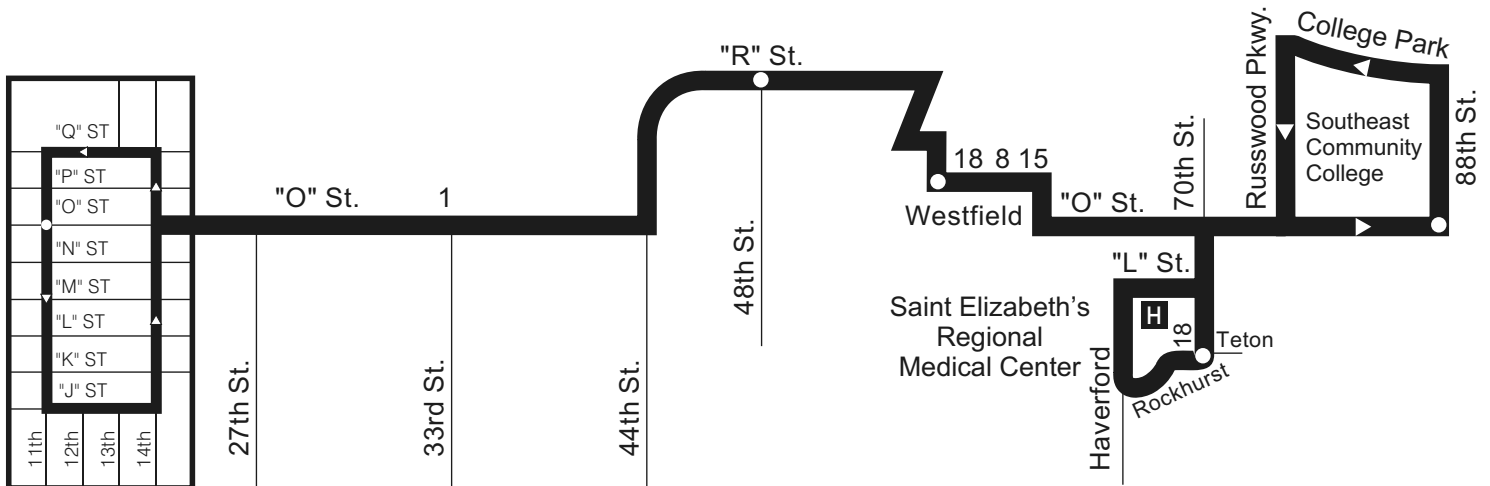 "Q" ST
"P" ST
"O" ST
"N" ST
"M" ST
"L" ST
"K" ST
"J" ST
11th
12th
13th
14th
"O" St.
1
27th St.
33rd St.
44th St.
"R" St.
48th St.
18 8 15
Westfield
"O" St.
70th St.
"L" St.
Saint Elizabeth's
Regional
Medical Center
H
18
Teton
Rockhurst
Haverford
Russwood Pkwy.
College Park
Southeast
Community
College
88th St.